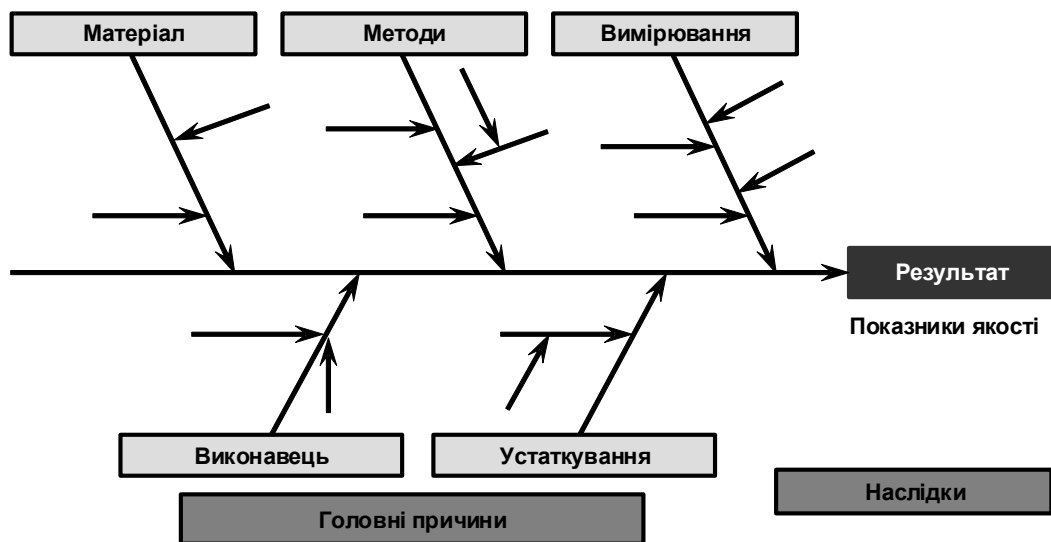 Матеріал
Методи
Вимірювання
Результат
Показники якості
Виконавець
Устаткування
Наслідки
Головні причини